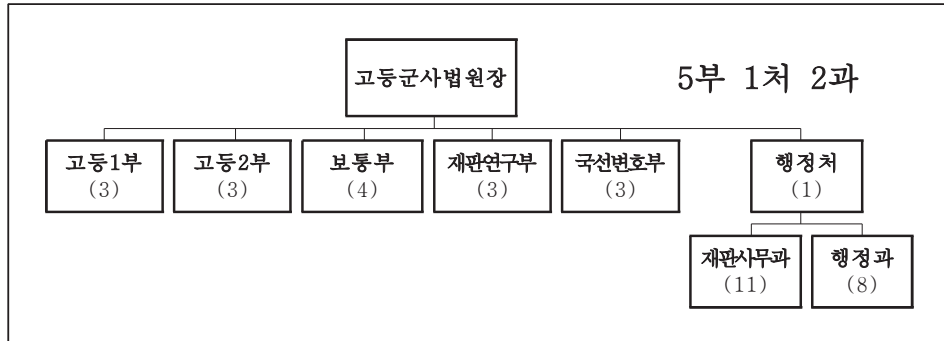 고등군사법원장
5부 1처 2과
고등1부
(3)
고등2부
(3)
보통부
(4)
재판연구부
(3)
국선변호부
(3)
행정처
(1)
재판사무과
(11)
행정과
(8)